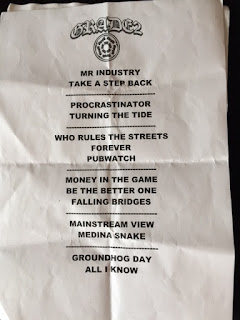 GRADE2
MR INDUSTRY
TAKE A STEP BACK
PROCRASTINATOR
TURNING THE TIDE
WHO RULES THE STREETS
FOREVER
PUBWATCH
MONEY IN THE GAME
BE THE BETTER ONE
FALLING BRIDGES
MAINSTREAM VIEW
MEDINA SNAKE
GROUNDHOG DAY
ALL I KNOW